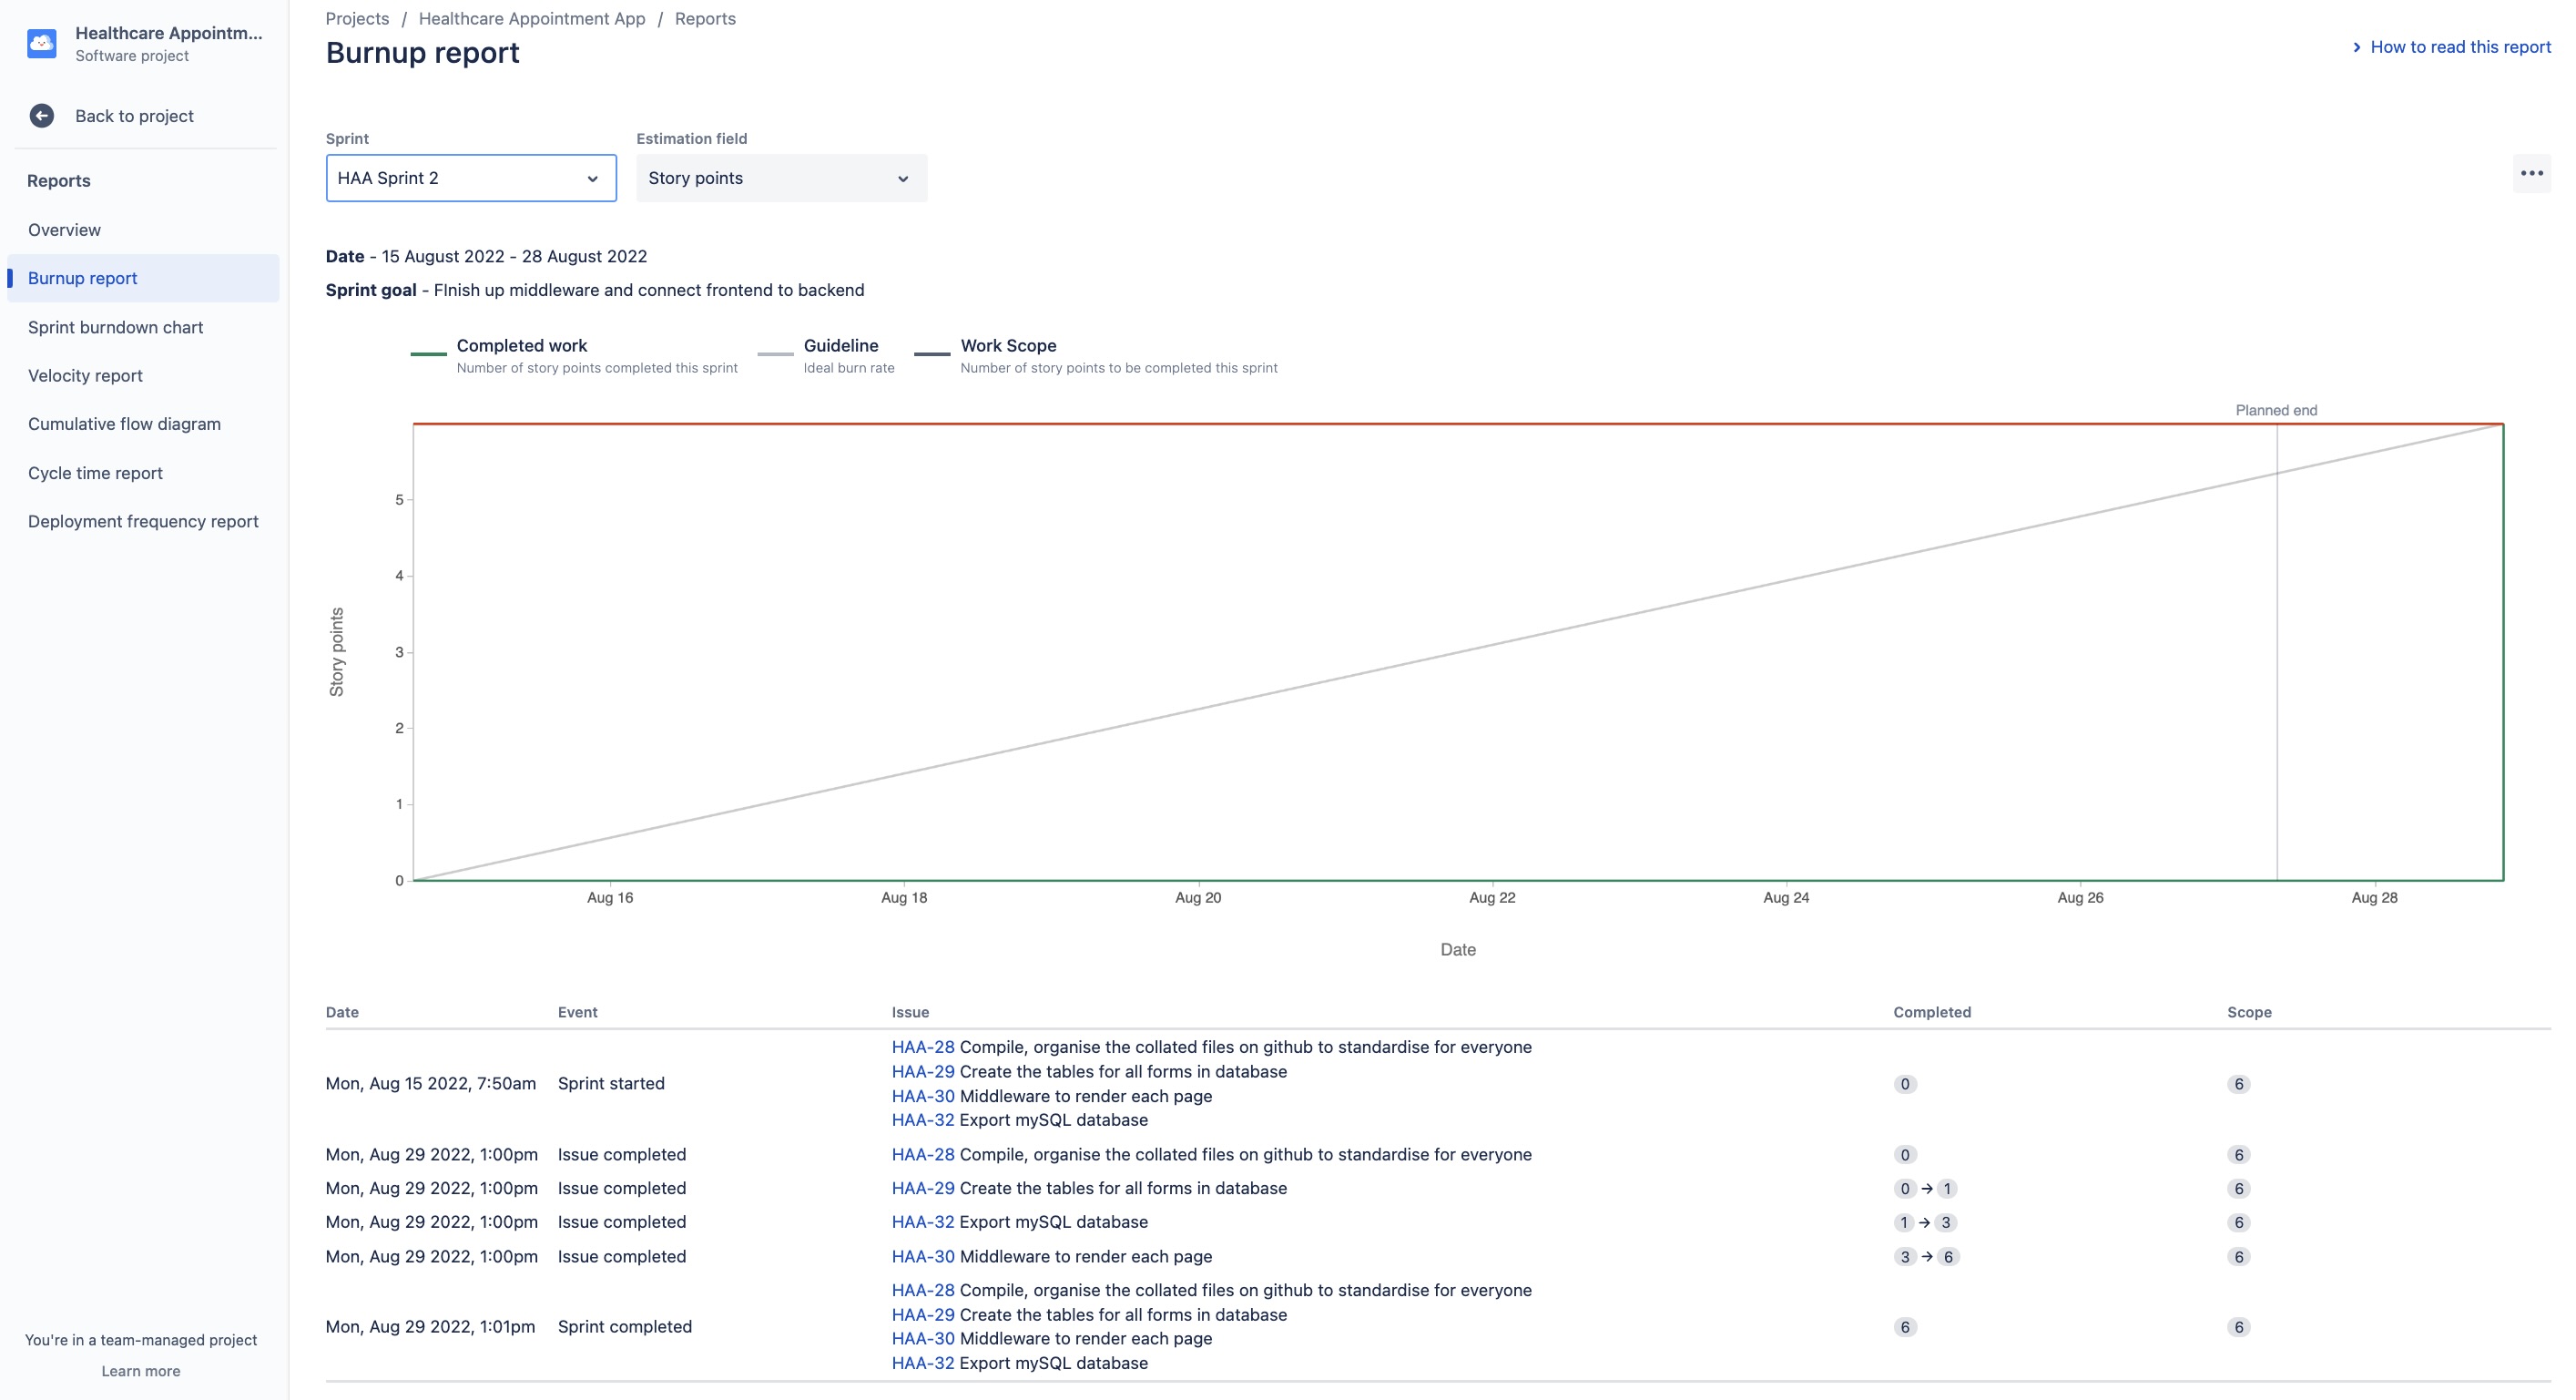 Healthcare Appointm...
Software project
Back to project
Reports
Overview
Burnup report
Sprint burndown chart
Velocity report
Cumulative flow diagram
Cycle time report
Deployment frequency report
You're in a team-managed project
Learn more
Projects / Healthcare Appointment App / Reports
Burnup report
How to read this report
Sprint Estimation field
HAA Sprint 2 Story points
Date - 15 August 2022 - 28 August 2022
Sprint goal - FInish up middleware and connect frontend to backend
Completed work Guideline Work Scope
Number of story points completed this sprint Ideal burn rate Number of story points to be completed this sprint
Planned end
5
4
3
2
1
0
Story points
Aug 16 Aug 18 Aug 20 Aug 22 Aug 24 Aug 26 Aug 28
Date
Date Event Issue Completed Scope
HAA-28 Compile, organise the collated files on github to standardise for everyone
HAA-29 Create the tables for all forms in database
Mon, Aug 15 2022, 7:50am Sprint started 0 6
HAA-30 Middleware to render each page
HAA-32 Export mySQL database
Mon, Aug 29 2022, 1:00pm Issue completed HAA-28 Compile, organise the collated files on github to standardise for everyone 0 6
Mon, Aug 29 2022, 1:00pm Issue completed HAA-29 Create the tables for all forms in database 0 → 1 6
Mon, Aug 29 2022, 1:00pm Issue completed HAA-32 Export mySQL database 1 → 3 6
Mon, Aug 29 2022, 1:00pm Issue completed HAA-30 Middleware to render each page 3 → 6 6
HAA-28 Compile, organise the collated files on github to standardise for everyone
HAA-29 Create the tables for all forms in database
Mon, Aug 29 2022, 1:01pm Sprint completed 6 6
HAA-30 Middleware to render each page
HAA-32 Export mySQL database